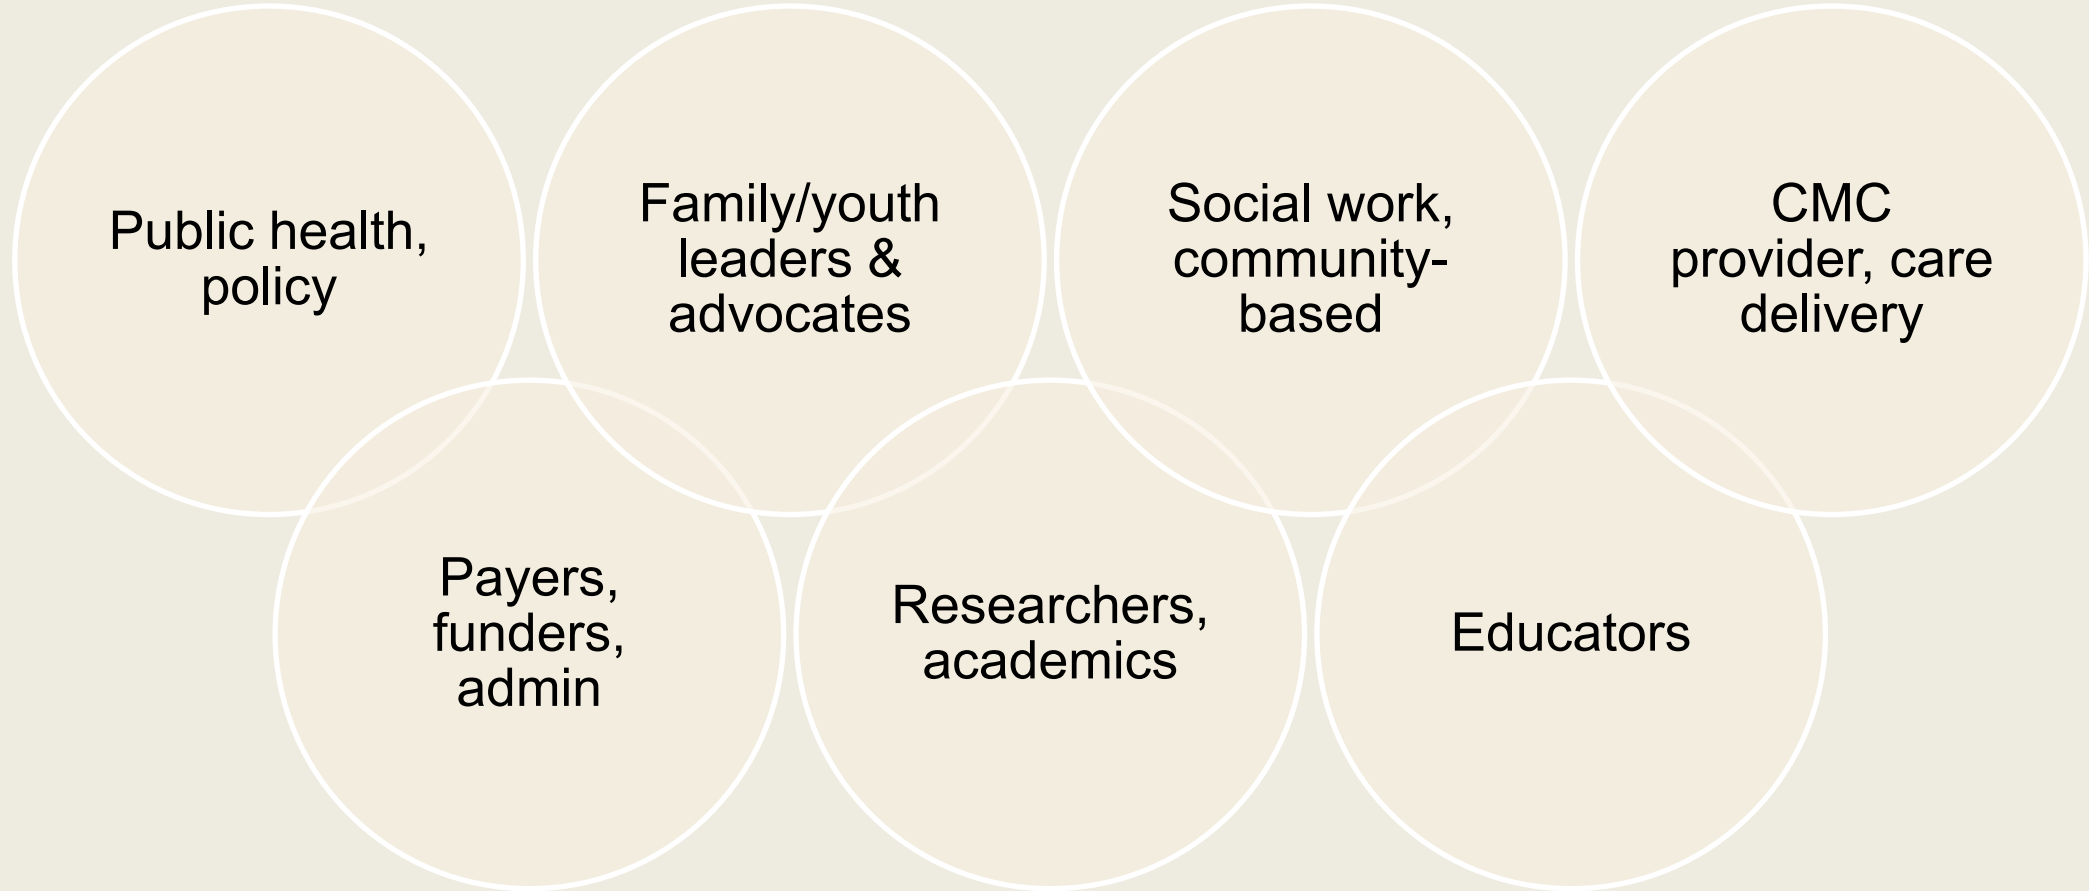 Public health,
policy
Family/youth
leaders &
advocates
Social work,
community-
based
CMC
provider, care
delivery
Payers,
funders,
admin
Researchers,
academics
Educators